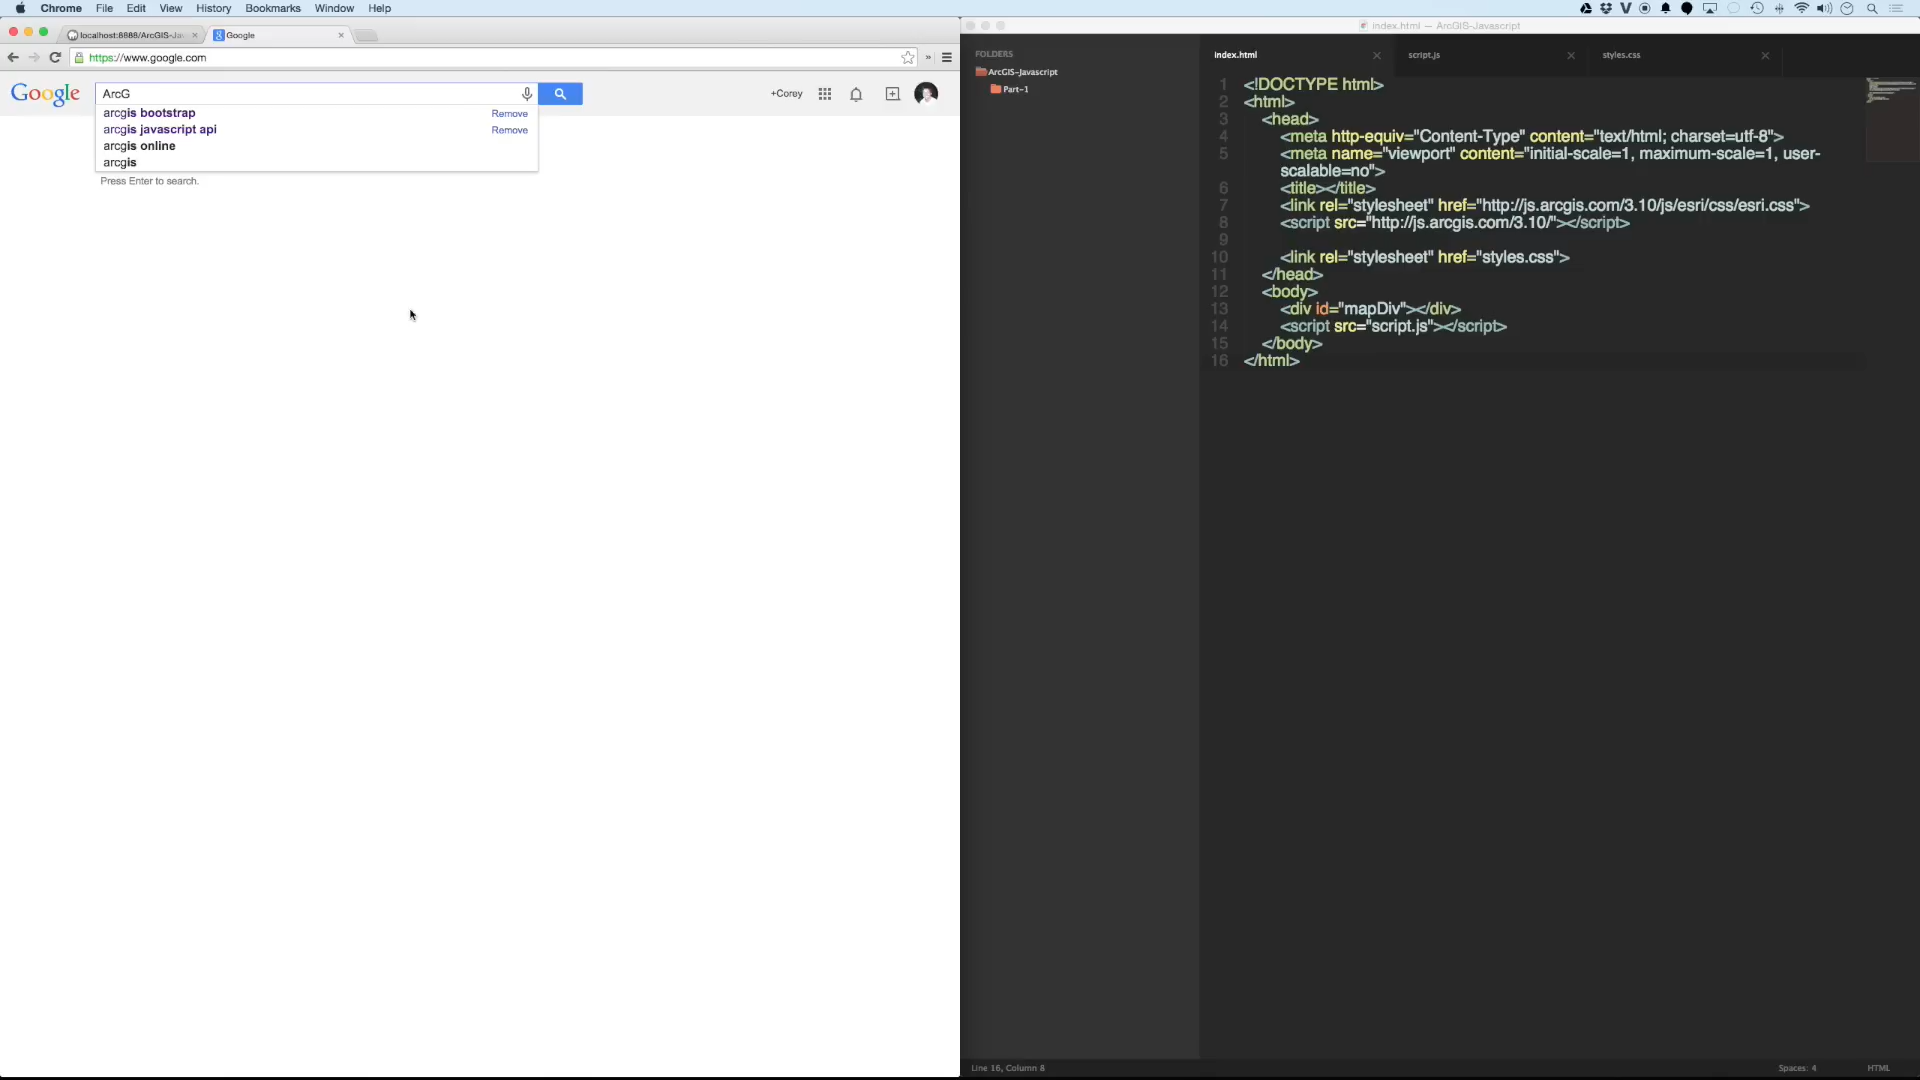 Chrome File Edit View History Bookmarks Window Help
localhost:8888/ArcGIS-Jav
Google
https://www.google.com
Google
ArcG
+Corey
arcgis bootstrap
Remove
arcgis javascript api
Remove
arcgis online
arcgis
Press Enter to search.
index.html — ArcGIS-Javascript
FOLDERS
ArcGIS-Javascript
Part-1
index.html
script.js
styles.css
1 <!DOCTYPE html>
2 <html>
3 <head>
4 <meta http-equiv="Content-Type" content="text/html; charset=utf-8">
5 <meta name="viewport" content="initial-scale=1, maximum-scale=1, user-
scalable=no">
6 <title></title>
7 <link rel="stylesheet" href="http://js.arcgis.com/3.10/js/esri/css/esri.css">
8 <script src="http://js.arcgis.com/3.10/"></script>
9
10 <link rel="stylesheet" href="styles.css">
11 </head>
12 <body>
13 <div id="mapDiv"></div>
14 <script src="script.js"></script>
15 </body>
16 </html>
Line 16, Column 8
Spaces: 4
HTML